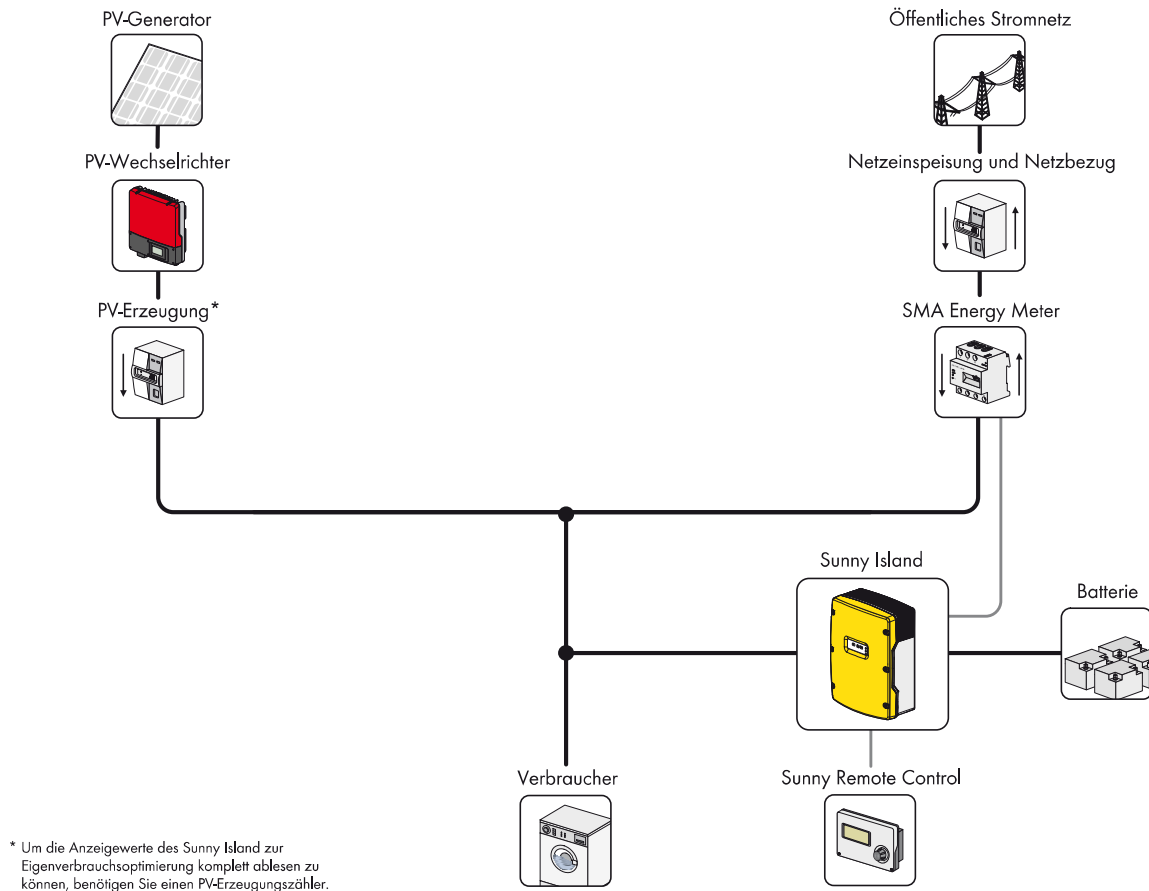 PV-Generator
Öffentliches Stromnetz
PV-Wechselrichter
Netzeinspeisung und Netzbezug
PV-Erzeugung*
SMA Energy Meter
Sunny Island
Batterie
Verbraucher
Sunny Remote Control
* Um die Anzeigewerte des Sunny Island zur
Eigenverbrauchsoptimierung komplett ablesen zu
können, benötigen Sie einen PV-Erzeugungszähler.